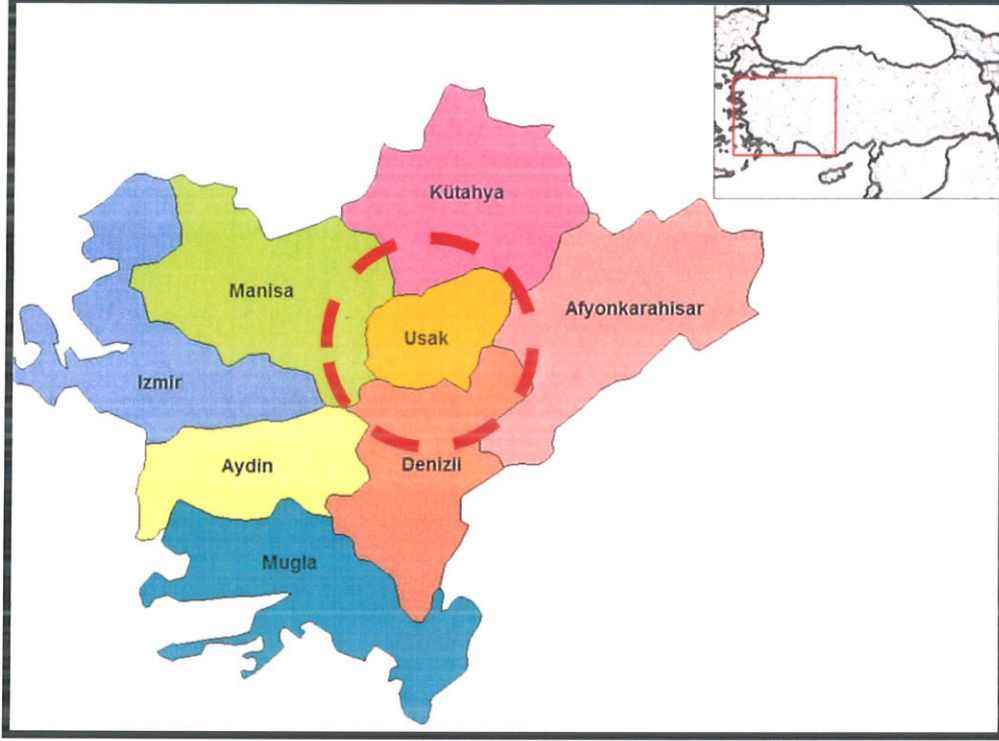 Kütahya
Manisa
Afyonkarahisar
Usak
Izmir
Aydin
Denizli
Mugla